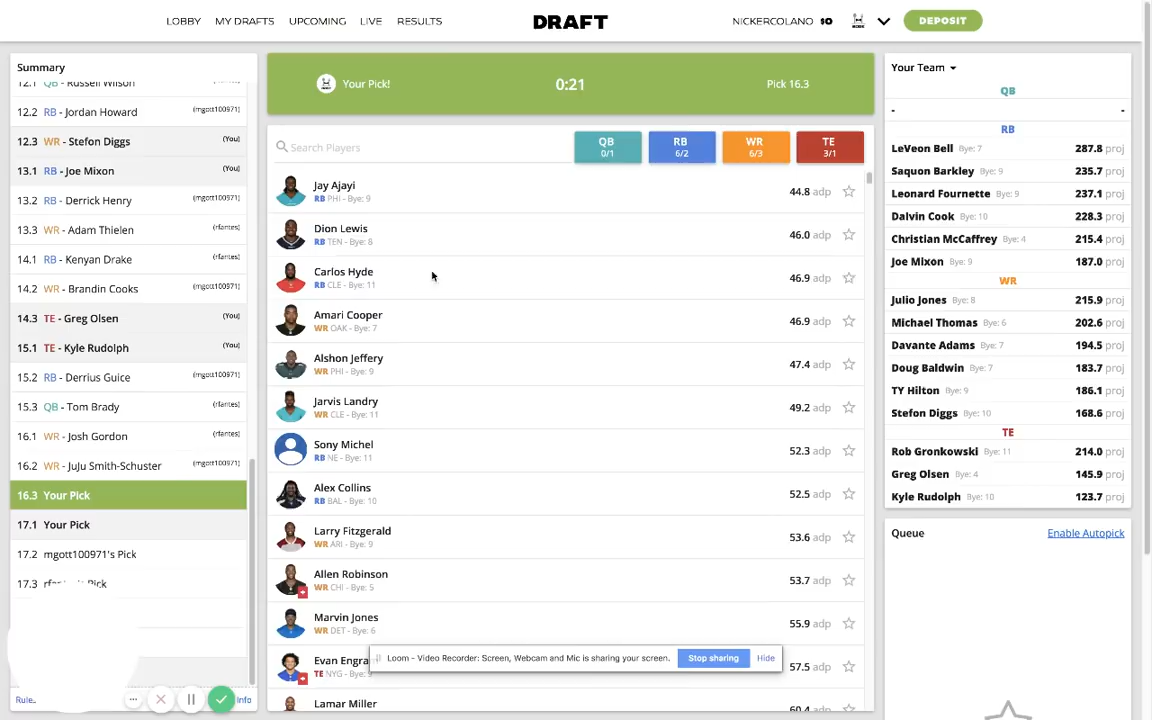 LOBBY MY DRAFTS UPCOMING LIVE RESULTS DRAFT NICKERCOLANO $0 DEPOSIT
Summary
12.1 QB - Russell Wilson (mgott100971)
12.2 RB - Jordan Howard (mgott100971)
12.3 WR - Stefon Diggs (You)
13.1 RB - Joe Mixon (You)
13.2 RB - Derrick Henry (mgott100971)
13.3 WR - Adam Thielen (rfantes)
14.1 RB - Kenyan Drake (rfantes)
14.2 WR - Brandin Cooks (mgott100971)
14.3 TE - Greg Olsen (You)
15.1 TE - Kyle Rudolph (You)
15.2 RB - Derrius Guice (mgott100971)
15.3 QB - Tom Brady (rfantes)
16.1 WR - Josh Gordon (rfantes)
16.2 WR - JuJu Smith-Schuster (mgott100971)
16.3 Your Pick
17.1 Your Pick
17.2 mgott100971's Pick
17.3 Pick
Rule..
Info
Your Pick! 0:21 Pick 16.3
Search Players
QB
0/1
RB
6/2
WR
6/3
TE
3/1
Jay Ajayi
RB PHI - Bye: 9
44.8 adp
Dion Lewis
RB TEN - Bye: 8
46.0 adp
Carlos Hyde
RB CLE - Bye: 11
46.9 adp
Amari Cooper
WR OAK - Bye: 7
46.9 adp
Alshon Jeffery
WR PHI - Bye: 9
47.4 adp
Jarvis Landry
WR CLE - Bye: 11
49.2 adp
Sony Michel
RB NE - Bye: 11
52.3 adp
Alex Collins
RB BAL - Bye: 10
52.5 adp
Larry Fitzgerald
WR ARI - Bye: 9
53.6 adp
Allen Robinson
WR CHI - Bye: 5
53.7 adp
Marvin Jones
WR DET - Bye: 6
55.9 adp
Evan Engra
TE NYG - Bye: 9
57.5 adp
Lamar Miller
60.4 adp
Loom - Video Recorder: Screen, Webcam and Mic is sharing your screen. Stop sharing Hide
Your Team
QB
- -
RB
LeVeon Bell Bye: 7 287.8 proj
Saquon Barkley Bye: 9 235.7 proj
Leonard Fournette Bye: 9 237.1 proj
Dalvin Cook Bye: 10 228.3 proj
Christian McCaffrey Bye: 4 215.4 proj
Joe Mixon Bye: 9 187.0 proj
WR
Julio Jones Bye: 8 215.9 proj
Michael Thomas Bye: 6 202.6 proj
Davante Adams Bye: 7 194.5 proj
Doug Baldwin Bye: 7 183.7 proj
TY Hilton Bye: 9 186.1 proj
Stefon Diggs Bye: 10 168.6 proj
TE
Rob Gronkowski Bye: 11 214.0 proj
Greg Olsen Bye: 4 145.9 proj
Kyle Rudolph Bye: 10 123.7 proj
Queue Enable Autopick